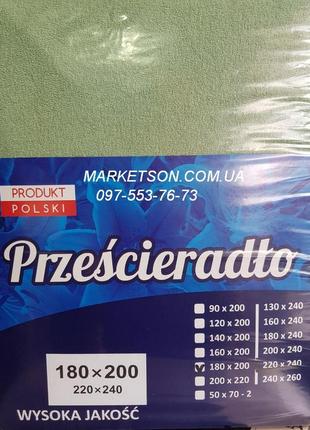 MARKETSON.COM.UA
097-553-76-73
PRODUKT
POLSKI
Prześcieradło
90 x 200
120 x 200
140 x 200
160 x 200
180 x 200
200 x 220
50 x 70 - 2
130 x 240
160 x 240
180 x 240
200 x 240
220 x 240
240 x 260
180×200
220×240
WYSOKA JAKOŚĆ